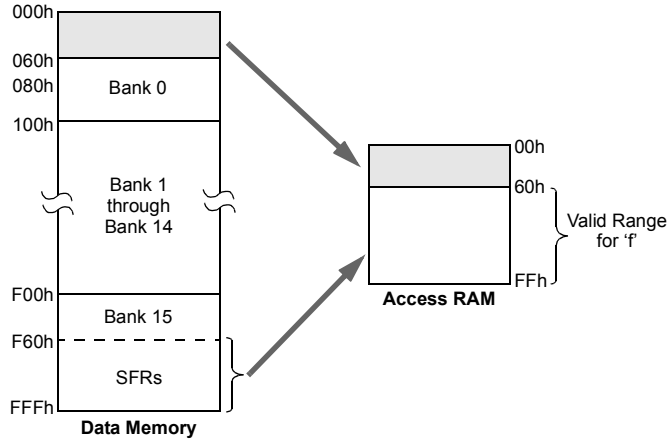 000h
060h
080h
Bank 0
100h
Bank 1
through
Bank 14
F00h
Bank 15
F60h
SFRs
FFFh
Data Memory
00h
60h
Valid Range
for ‘f’
FFh
Access RAM